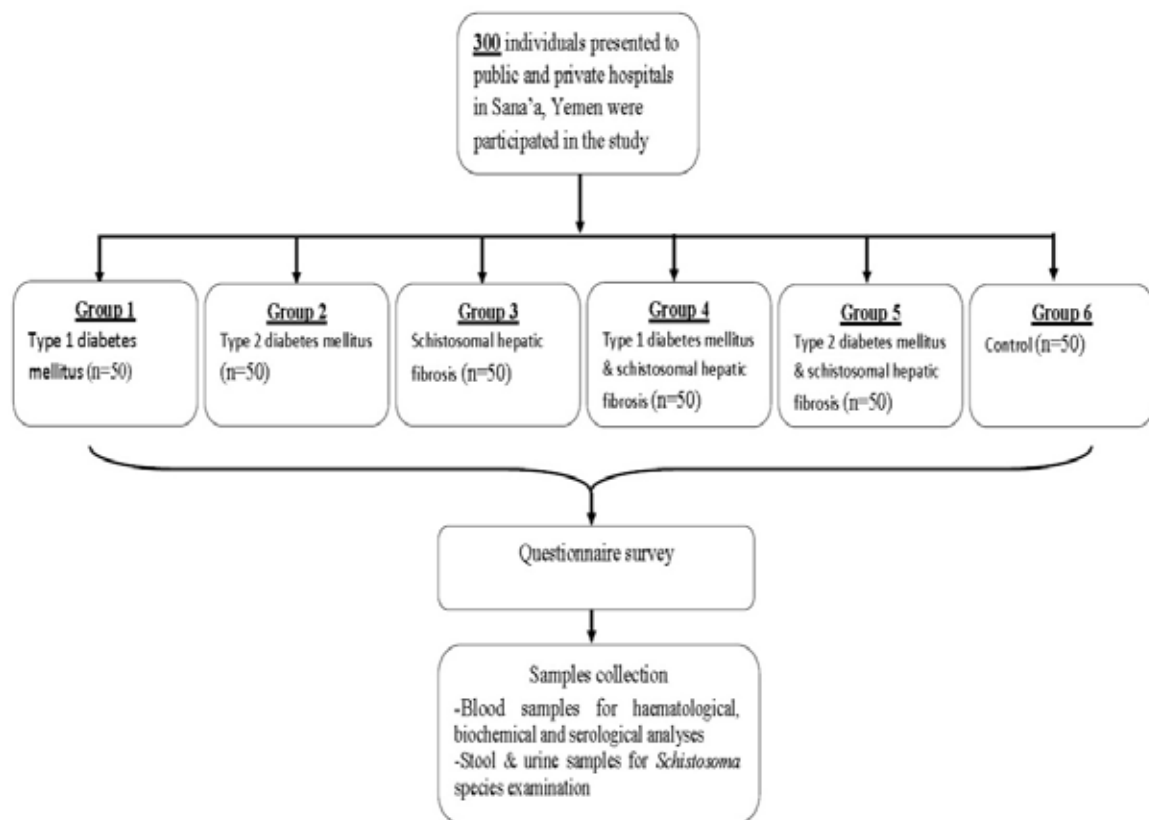 300 individuals presented to
public and private hospitals
in Sana’a, Yemen were
participated in the study
Group 1
Type 1 diabetes
mellitus (n=50)
Group 2
Type 2 diabetes mellitus
(n=50)
Group 3
Schistosomal hepatic
fibrosis (n=50)
Group 4
Type 1 diabetes mellitus
& schistosomal hepatic
fibrosis (n=50)
Group 5
Type 2 diabetes mellitus
& schistosomal hepatic
fibrosis (n=50)
Group 6
Control (n=50)
Questionnaire survey
Samples collection
-Blood samples for haematological,
biochemical and serological analyses
-Stool & urine samples for Schistosoma
species examination